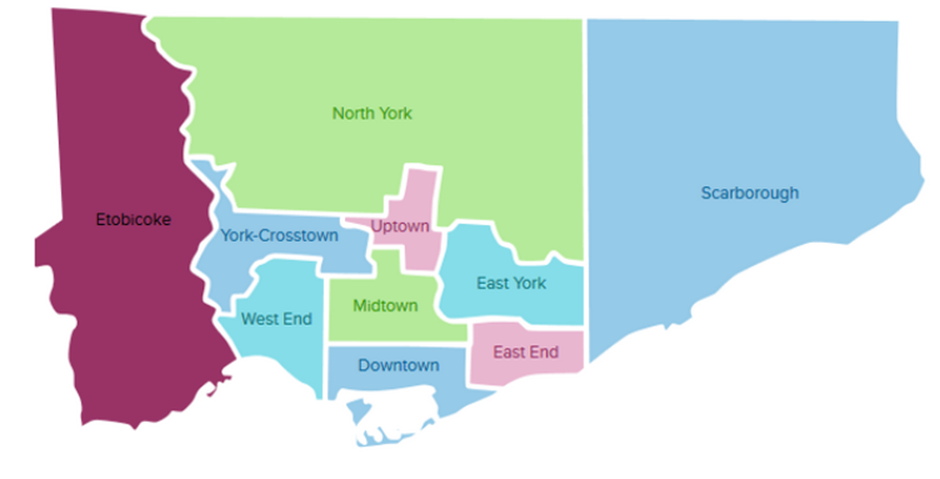 North York
Scarborough
Etobicoke
Uptown
York-Crosstown
East York
Midtown
West End
East End
Downtown